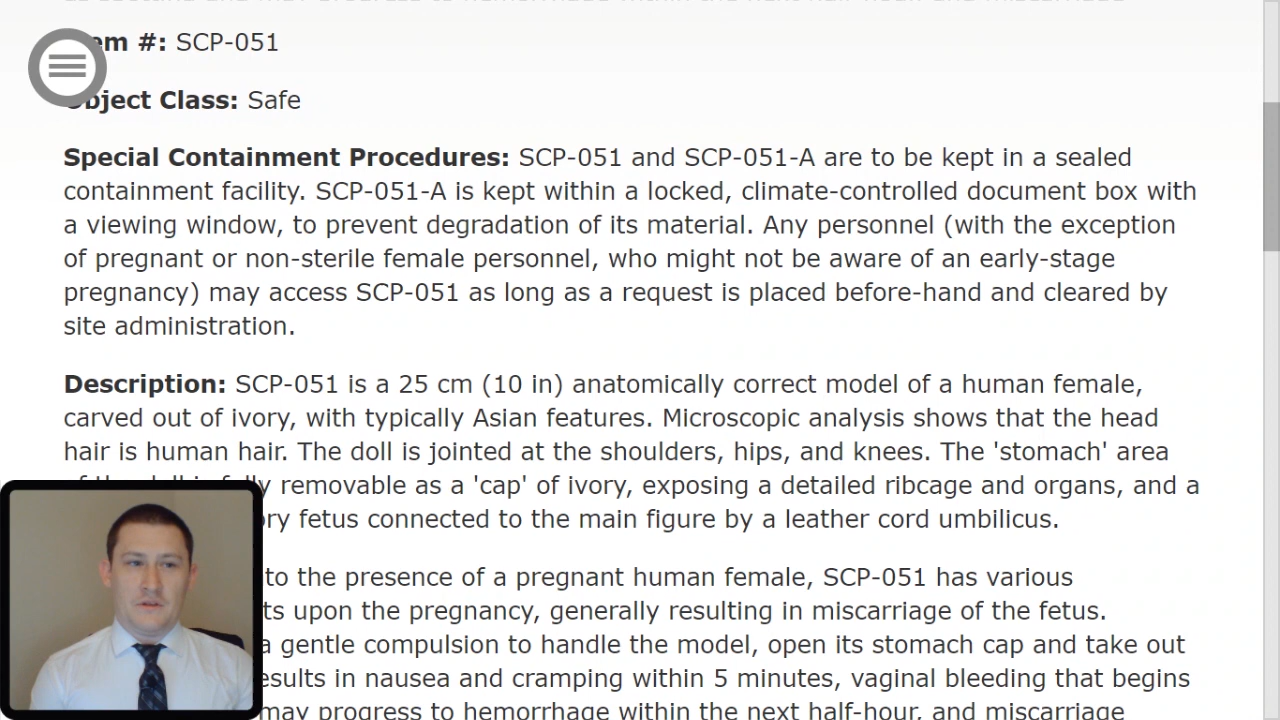 em #: SCP-051
bject Class: Safe
Special Containment Procedures: SCP-051 and SCP-051-A are to be kept in a sealed
containment facility. SCP-051-A is kept within a locked, climate-controlled document box with
a viewing window, to prevent degradation of its material. Any personnel (with the exception
of pregnant or non-sterile female personnel, who might not be aware of an early-stage
pregnancy) may access SCP-051 as long as a request is placed before-hand and cleared by
site administration.
Description: SCP-051 is a 25 cm (10 in) anatomically correct model of a human female,
carved out of ivory, with typically Asian features. Microscopic analysis shows that the head
hair is human hair. The doll is jointed at the shoulders, hips, and knees. The 'stomach' area
removable as a 'cap' of ivory, exposing a detailed ribcage and organs, and a
ory fetus connected to the main figure by a leather cord umbilicus.
to the presence of a pregnant human female, SCP-051 has various
ts upon the pregnancy, generally resulting in miscarriage of the fetus.
a gentle compulsion to handle the model, open its stomach cap and take out
esults in nausea and cramping within 5 minutes, vaginal bleeding that begins
may progress to hemorrhage within the next half-hour, and miscarriage